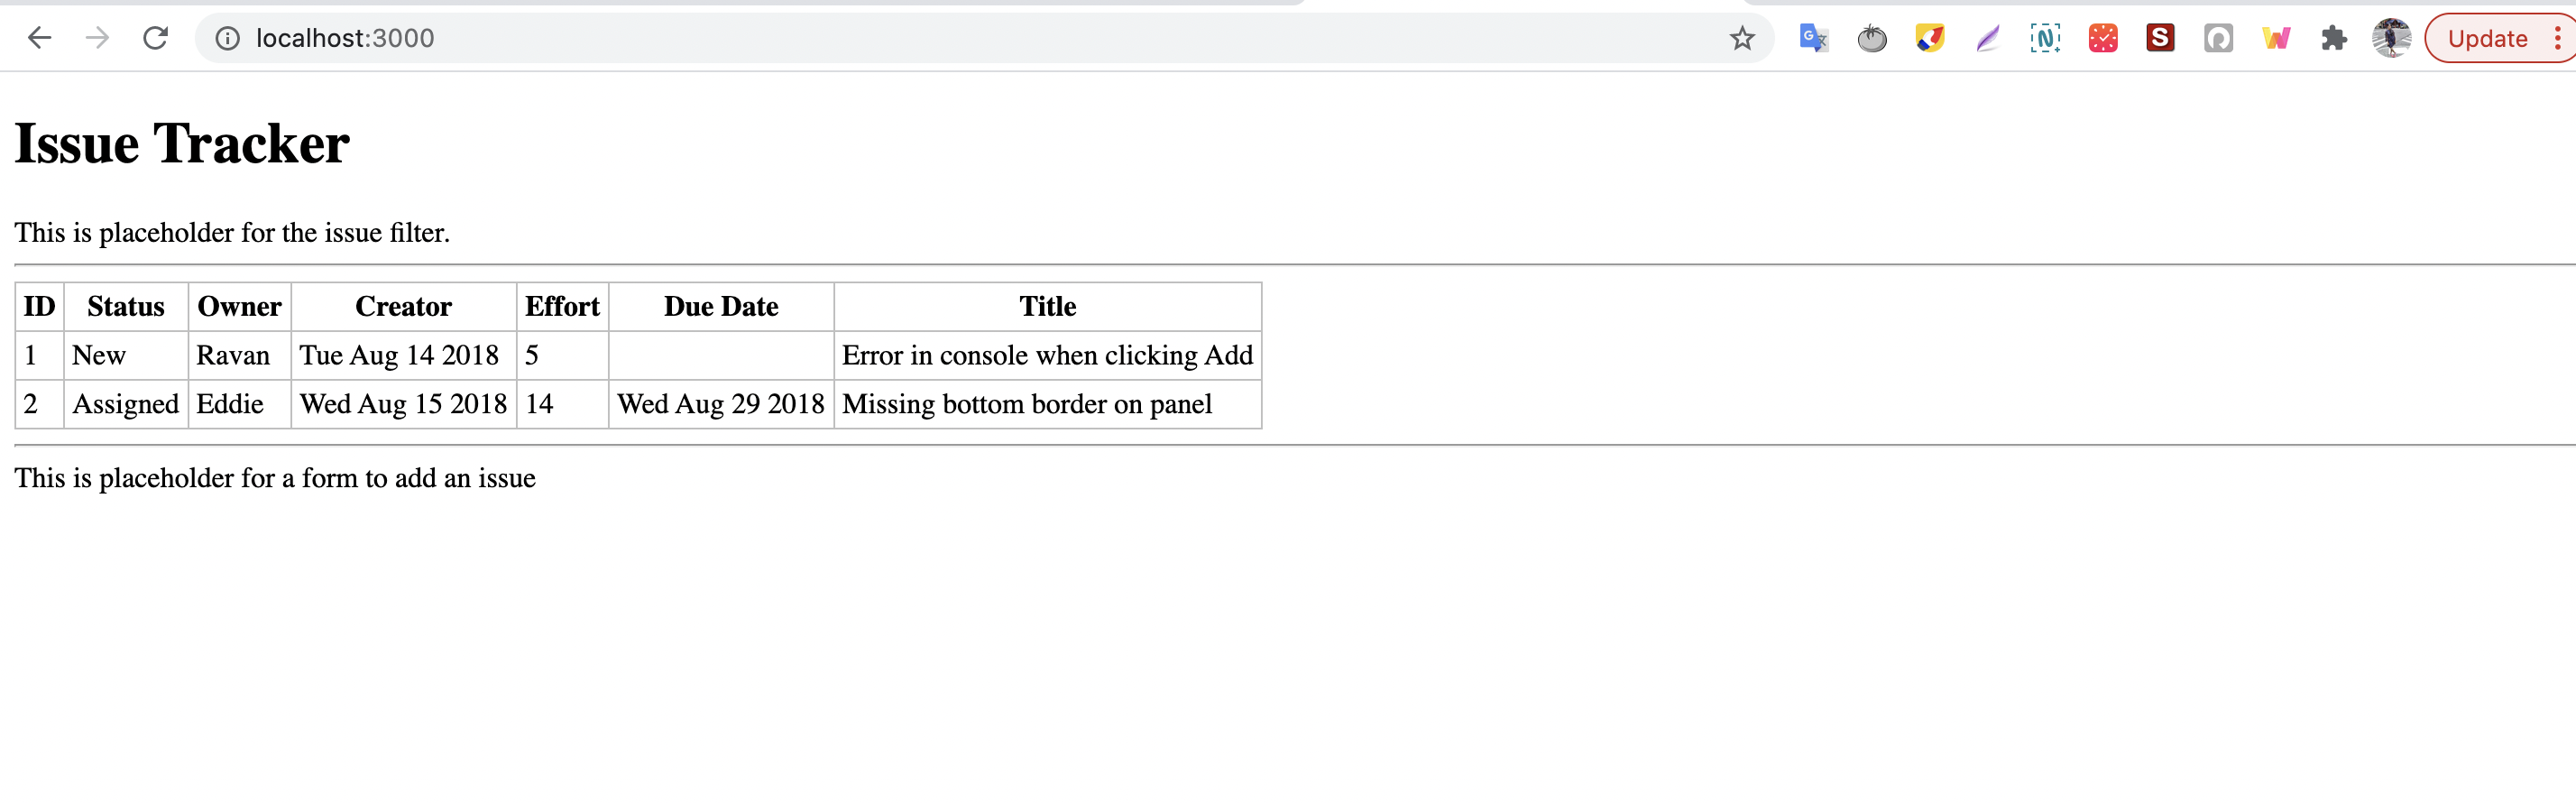 localhost:3000
Update
Issue Tracker
This is placeholder for the issue filter.
ID Status Owner Creator Effort Due Date Title
1 New Ravan Tue Aug 14 2018 5 Error in console when clicking Add
2 Assigned Eddie Wed Aug 15 2018 14 Wed Aug 29 2018 Missing bottom border on panel
This is placeholder for a form to add an issue